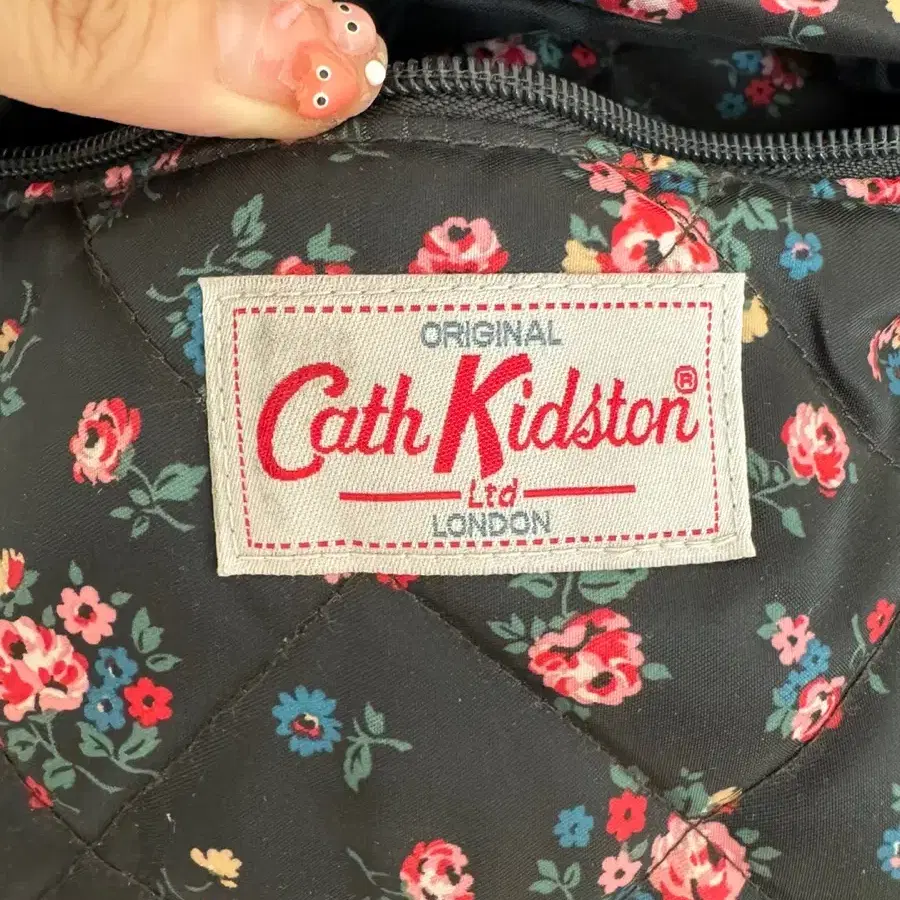 ORIGINAL
Cath Kidston®
Ltd
LONDON